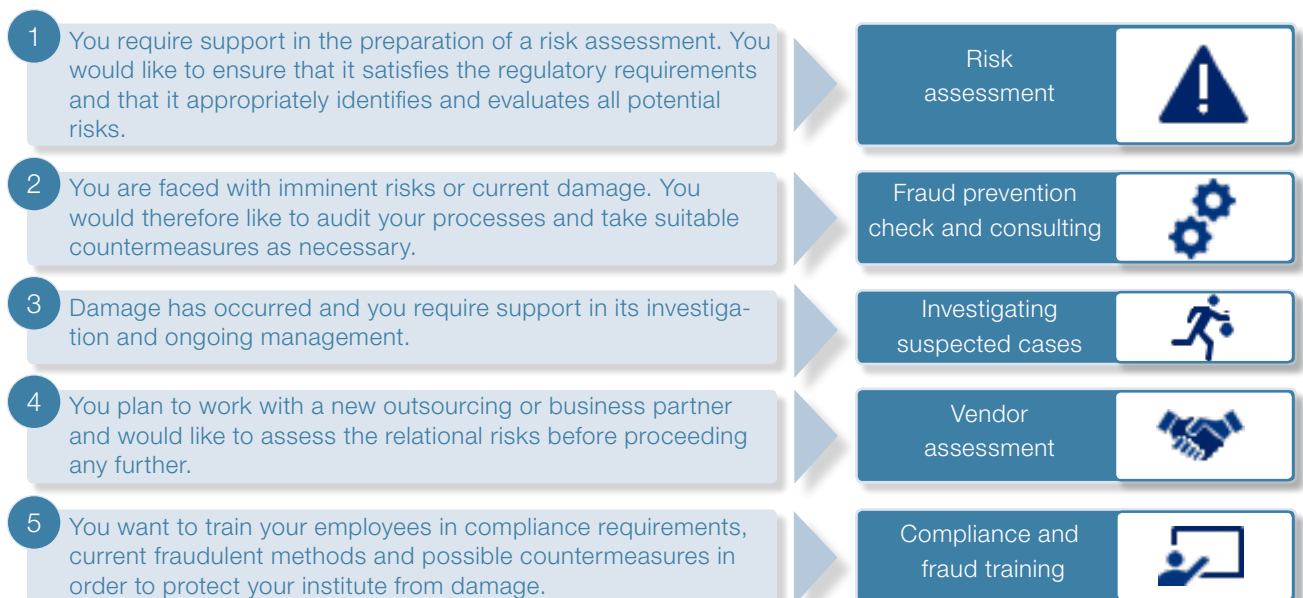 1
You require support in the preparation of a risk assessment. You
would like to ensure that it satisfies the regulatory requirements
and that it appropriately identifies and evaluates all potential
risks.
Risk
assessment
2
You are faced with imminent risks or current damage. You
would therefore like to audit your processes and take suitable
countermeasures as necessary.
Fraud prevention
check and consulting
3
Damage has occurred and you require support in its investiga-
tion and ongoing management.
Investigating
suspected cases
4
You plan to work with a new outsourcing or business partner
and would like to assess the relational risks before proceeding
any further.
Vendor
assessment
5
You want to train your employees in compliance requirements,
current fraudulent methods and possible countermeasures in
order to protect your institute from damage.
Compliance and
fraud training